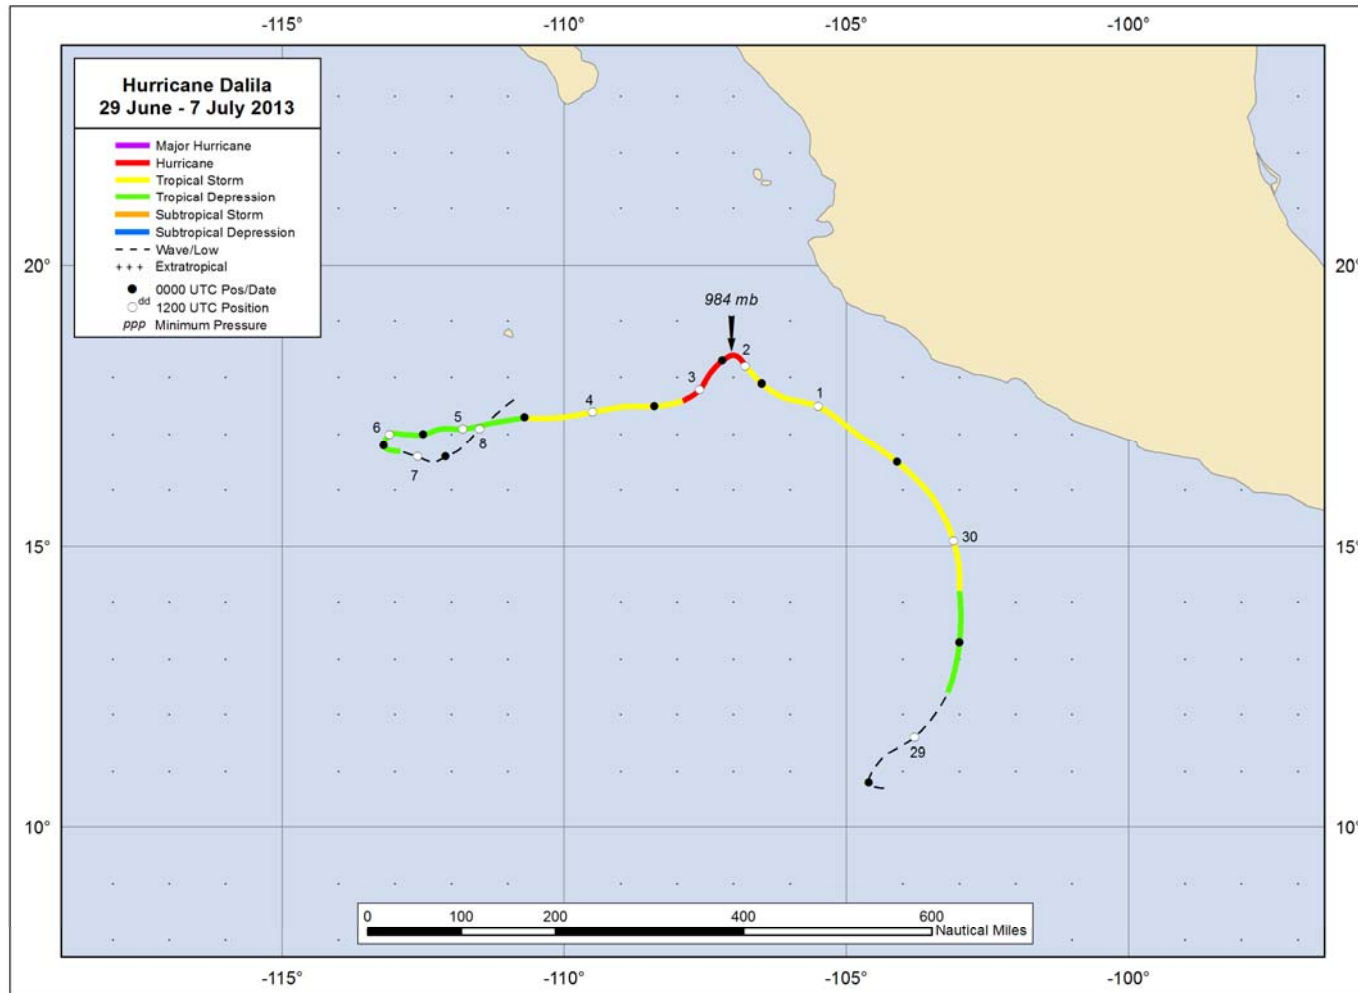 -115° -110° -105° -100°
Hurricane Dalila
29 June - 7 July 2013
Major Hurricane
Hurricane
Tropical Storm
Tropical Depression
Subtropical Storm
Subtropical Depression
Wave/Low
+++ Extratropical
dd
0000 UTC Pos/Date
1200 UTC Position
ppp Minimum Pressure
20° 20°
984 mb
2
3
1
4
5
6
8
7
30
15° 15°
29
10° 10°
0 100 200 400 600
Nautical Miles
-115° -110° -105° -100°